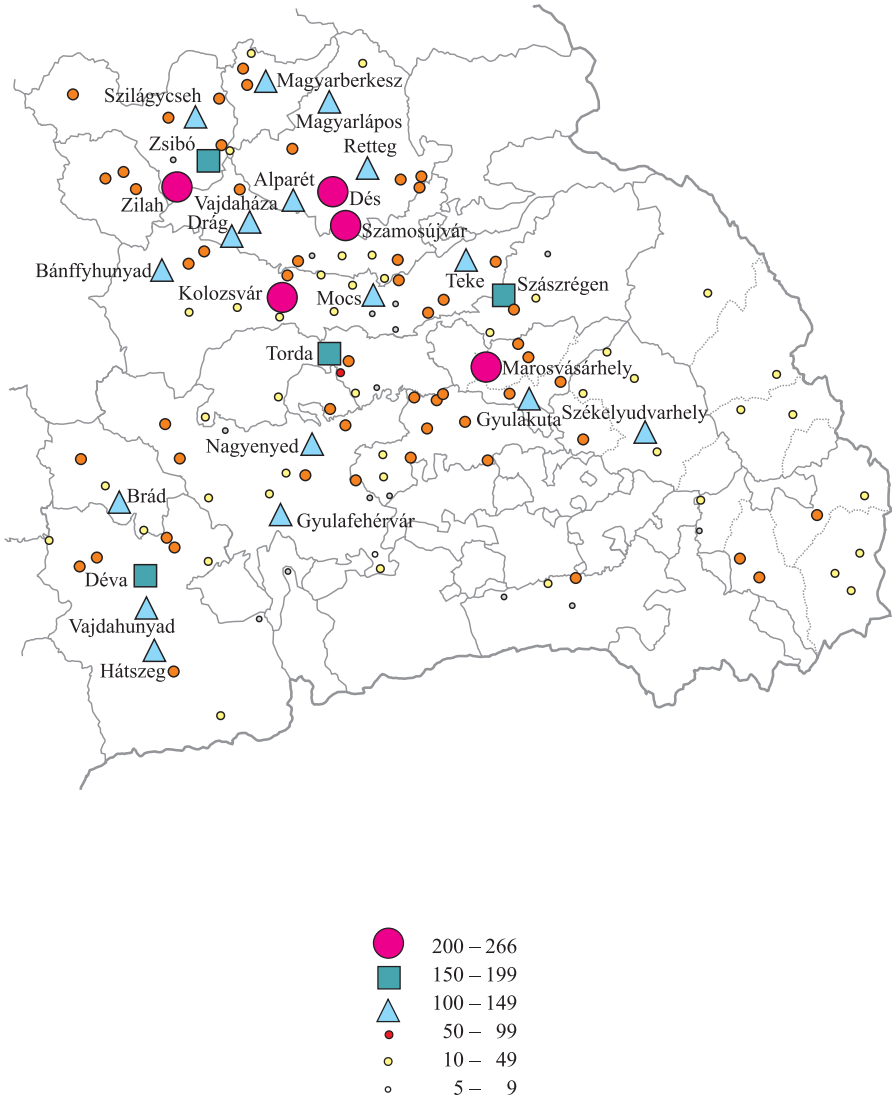 Magyarberkesz
Szilágycseh
Magyarlápos
Zsibó
Retteg
Alparét
Zilah
Vajdaháza
Dés
Drág
Szamosújvár
Bánffyhunyad
Teke
Szászrégen
Kolozsvár
Mocs
Torda
Marosvásárhely
Gyulakuta
Székelyudvarhely
Nagyenyed
Brád
Gyulafehérvár
Déva
Vajdahunyad
Hátszeg
200 – 266
150 – 199
100 – 149
50 – 99
10 – 49
5 – 9